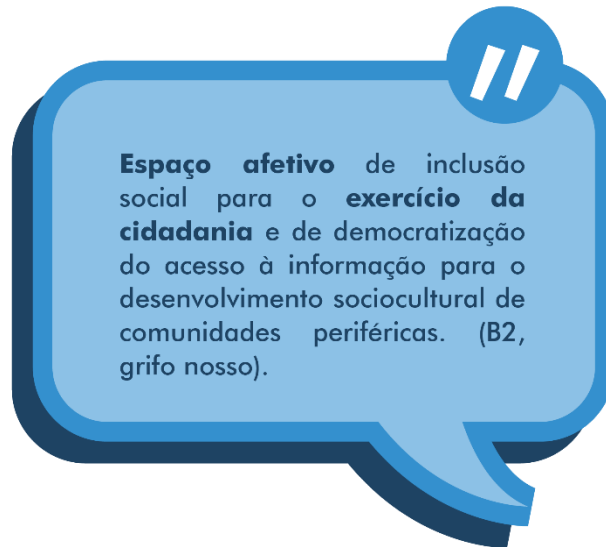 Espaço afetivo de inclusão
social para o exercício da
cidadania e de democratização
do acesso à informação para o
desenvolvimento sociocultural de
comunidades periféricas. (B2,
grifo nosso).